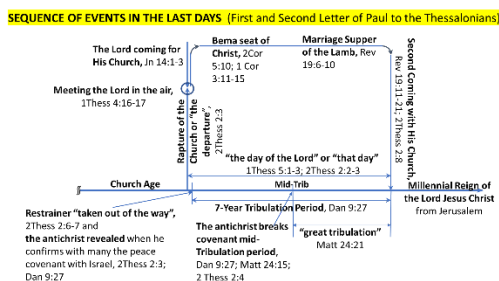 SEQUENCE OF EVENTS IN THE LAST DAYS (First and Second Letter of Paul to the Thessalonians)
The Lord coming for
His Church, Jn 14:1-3
Meeting the Lord in the air,
1Thess 4:16-17
Rapture of the
Church or "the
departure",
2Thess 2:3
Bema seat of
Christ, 2Cor
5:10; 1 Cor
3:11-15
Marriage Supper
of the Lamb, Rev
19:6-10
Second Coming with His Church,
Rev 19:11-21; 2Thess 2:8
"the day of the Lord" or "that day"
1Thess 5:1-3; 2Thess 2:2-3
Church Age
Mid-Trib
Millennial Reign of
the Lord Jesus Christ
from Jerusalem
7-Year Tribulation Period, Dan 9:27
Restrainer "taken out of the way",
2Thess 2:6-7 and
the antichrist revealed when he
confirms with many the peace
covenant with Israel, 2Thess 2:3;
Dan 9:27
The antichrist breaks
covenant mid-
Tribulation period,
Dan 9:27; Matt 24:15;
2 Thess 2:4
"great tribulation"
Matt 24:21